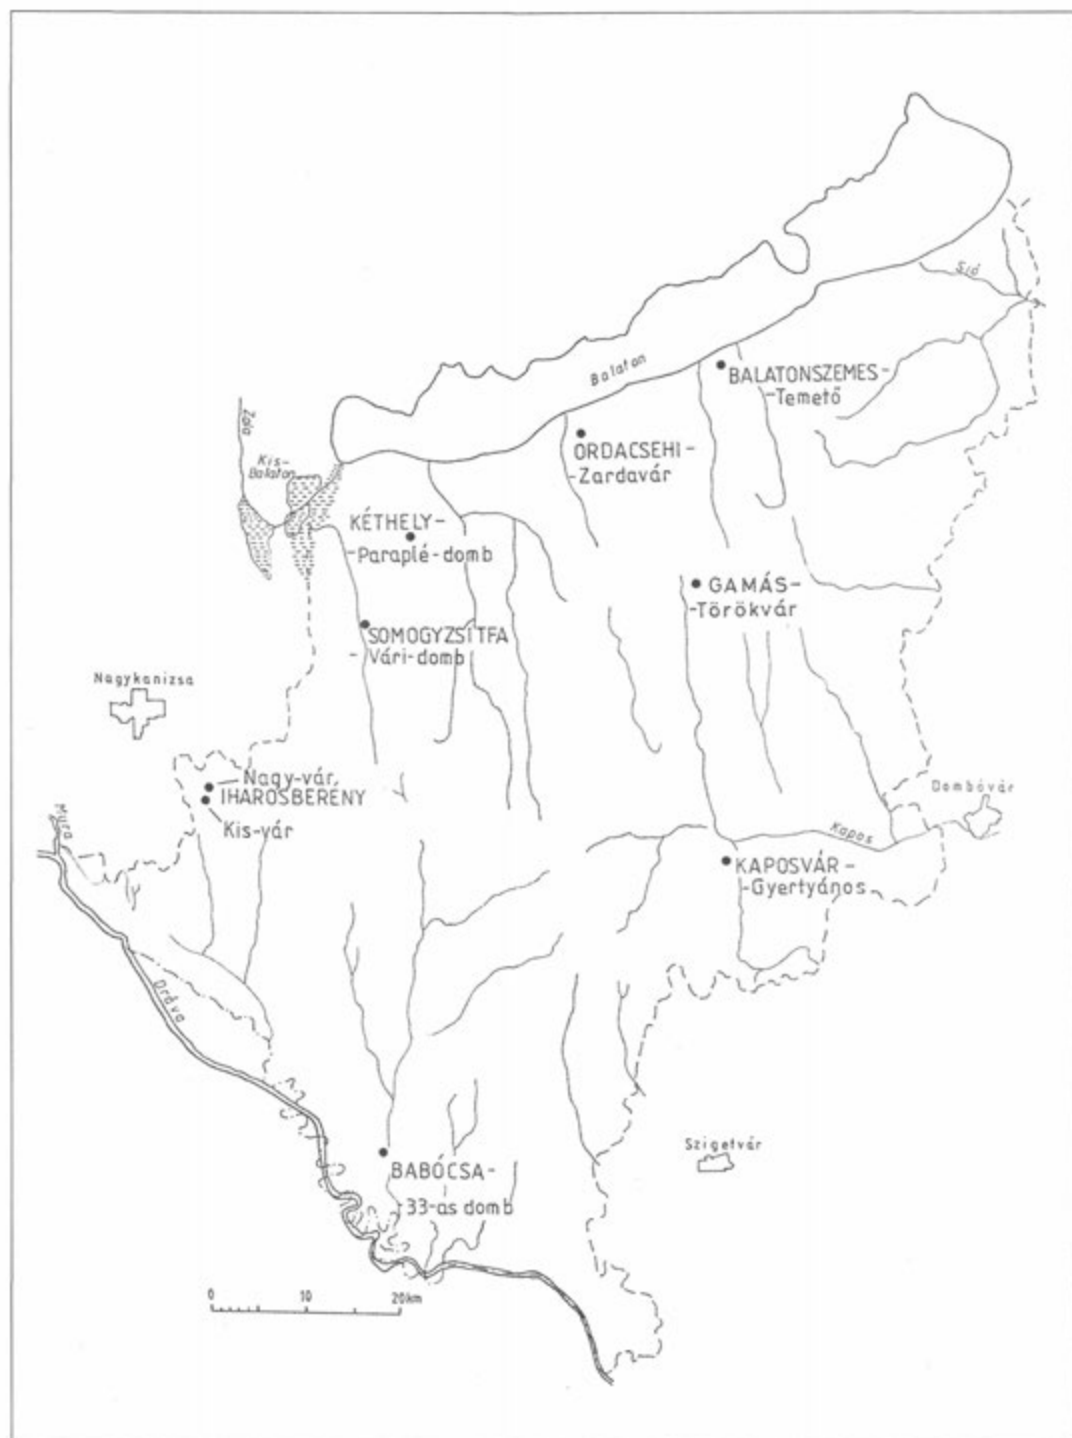 Sió
Balaton
BALATONSZEMES-
-Temető
Zala
ORDACSEHI-
-Zardavár
Kis-
Balaton
KÉTHELY-
-Paraplé-domb
GAMÁS-
-Törökvár
SOMOGYZSITFA
- Vári-domb
Nagykanizsa
Nagy-vár,
IHAROSBERÉNY
Kis-vár
Dombóvár
Mura
Kapos
KAPOSVÁR-
-Gyertyános
Dráva
Szigetvár
BABÓCSA-
-33-as domb
0 10 20km